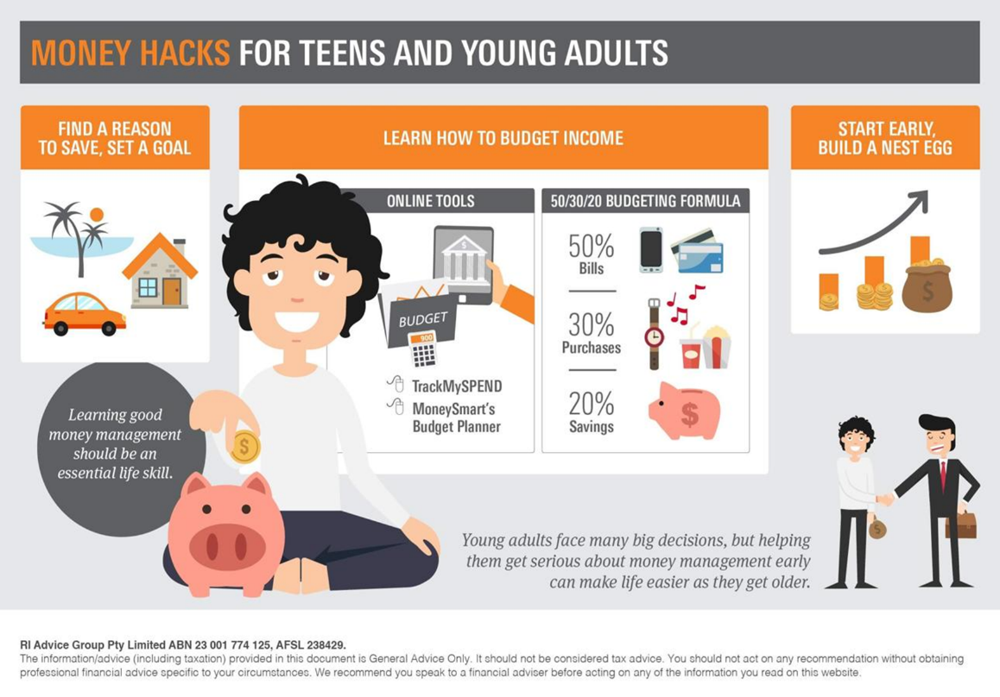 MONEY HACKS FOR TEENS AND YOUNG ADULTS
FIND A REASON
TO SAVE, SET A GOAL
LEARN HOW TO BUDGET INCOME
ONLINE TOOLS
$
BUDGET
900
TrackMySPEND
MoneySmart's
Budget Planner
50/30/20 BUDGETING FORMULA
50%
Bills
30%
Purchases
20%
Savings
$
START EARLY,
BUILD A NEST EGG
$
Learning good
money management
should be an
essential life skill.
$
Young adults face many big decisions, but helping
them get serious about money management early
can make life easier as they get older.
$
RI Advice Group Pty Limited ABN 23 001 774 125, AFSL 238429.
The information/advice (including taxation) provided in this document is General Advice Only. It should not be considered tax advice. You should not act on any recommendation without obtaining
professional financial advice specific to your circumstances. We recommend you speak to a financial adviser before acting on any of the information you read on this website.